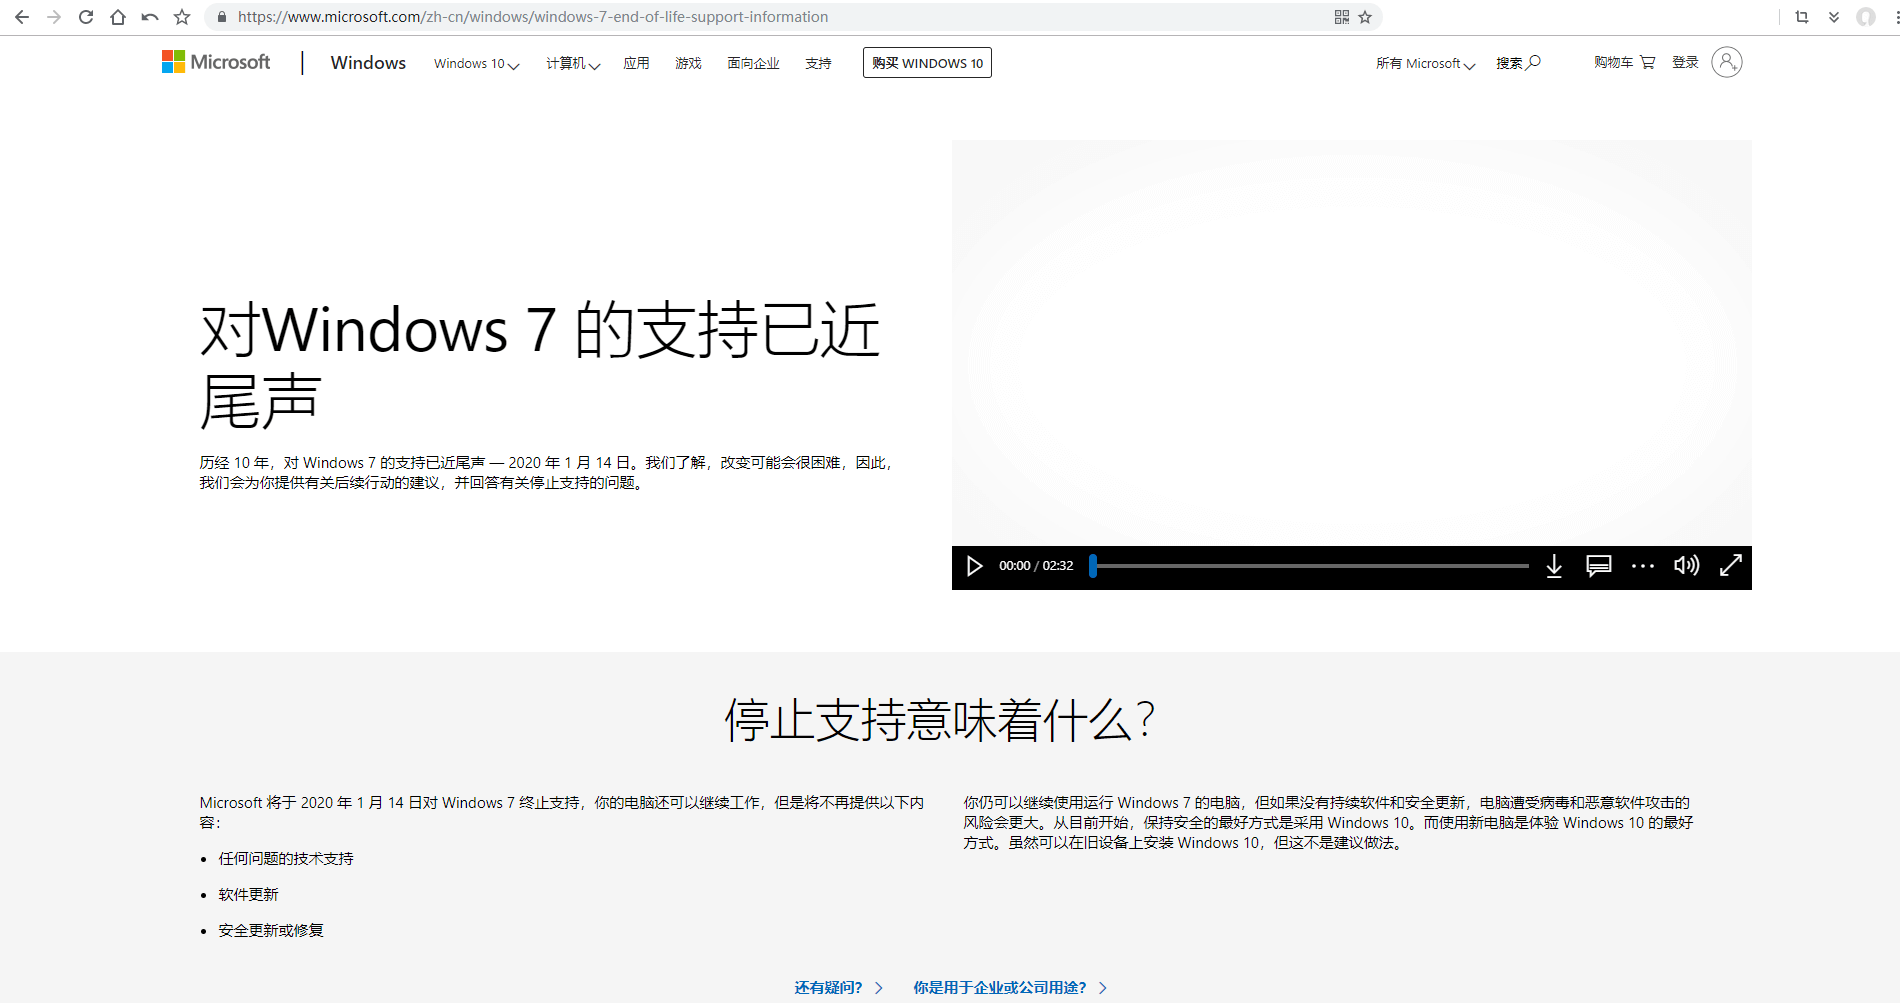 https://www.microsoft.com/zh-cn/windows/windows-7-end-of-life-support-information
Microsoft Windows Windows 10 计算机 应用 游戏 面向企业 支持 购买 WINDOWS 10 所有 Microsoft 搜索 购物车 登录
对Windows 7 的支持已近
尾声
历经 10 年，对 Windows 7 的支持已近尾声 — 2020 年 1 月 14 日。我们了解，改变可能会很困难，因此，
我们会为你提供有关后续行动的建议，并回答有关停止支持的问题。
00:00 / 02:32
停止支持意味着什么？
Microsoft 将于 2020 年 1 月 14 日对 Windows 7 终止支持，你的电脑还可以继续工作，但是将不再提供以下内
容：
• 任何问题的技术支持
• 软件更新
• 安全更新或修复
你仍可以继续使用运行 Windows 7 的电脑，但如果没有持续软件和安全更新，电脑遭受病毒和恶意软件攻击的
风险会更大。从目前开始，保持安全的最好方式是采用 Windows 10。而使用新电脑是体验 Windows 10 的最好
方式。虽然可以在旧设备上安装 Windows 10，但这不是建议做法。
还有疑问？ 你是用于企业或公司用途？